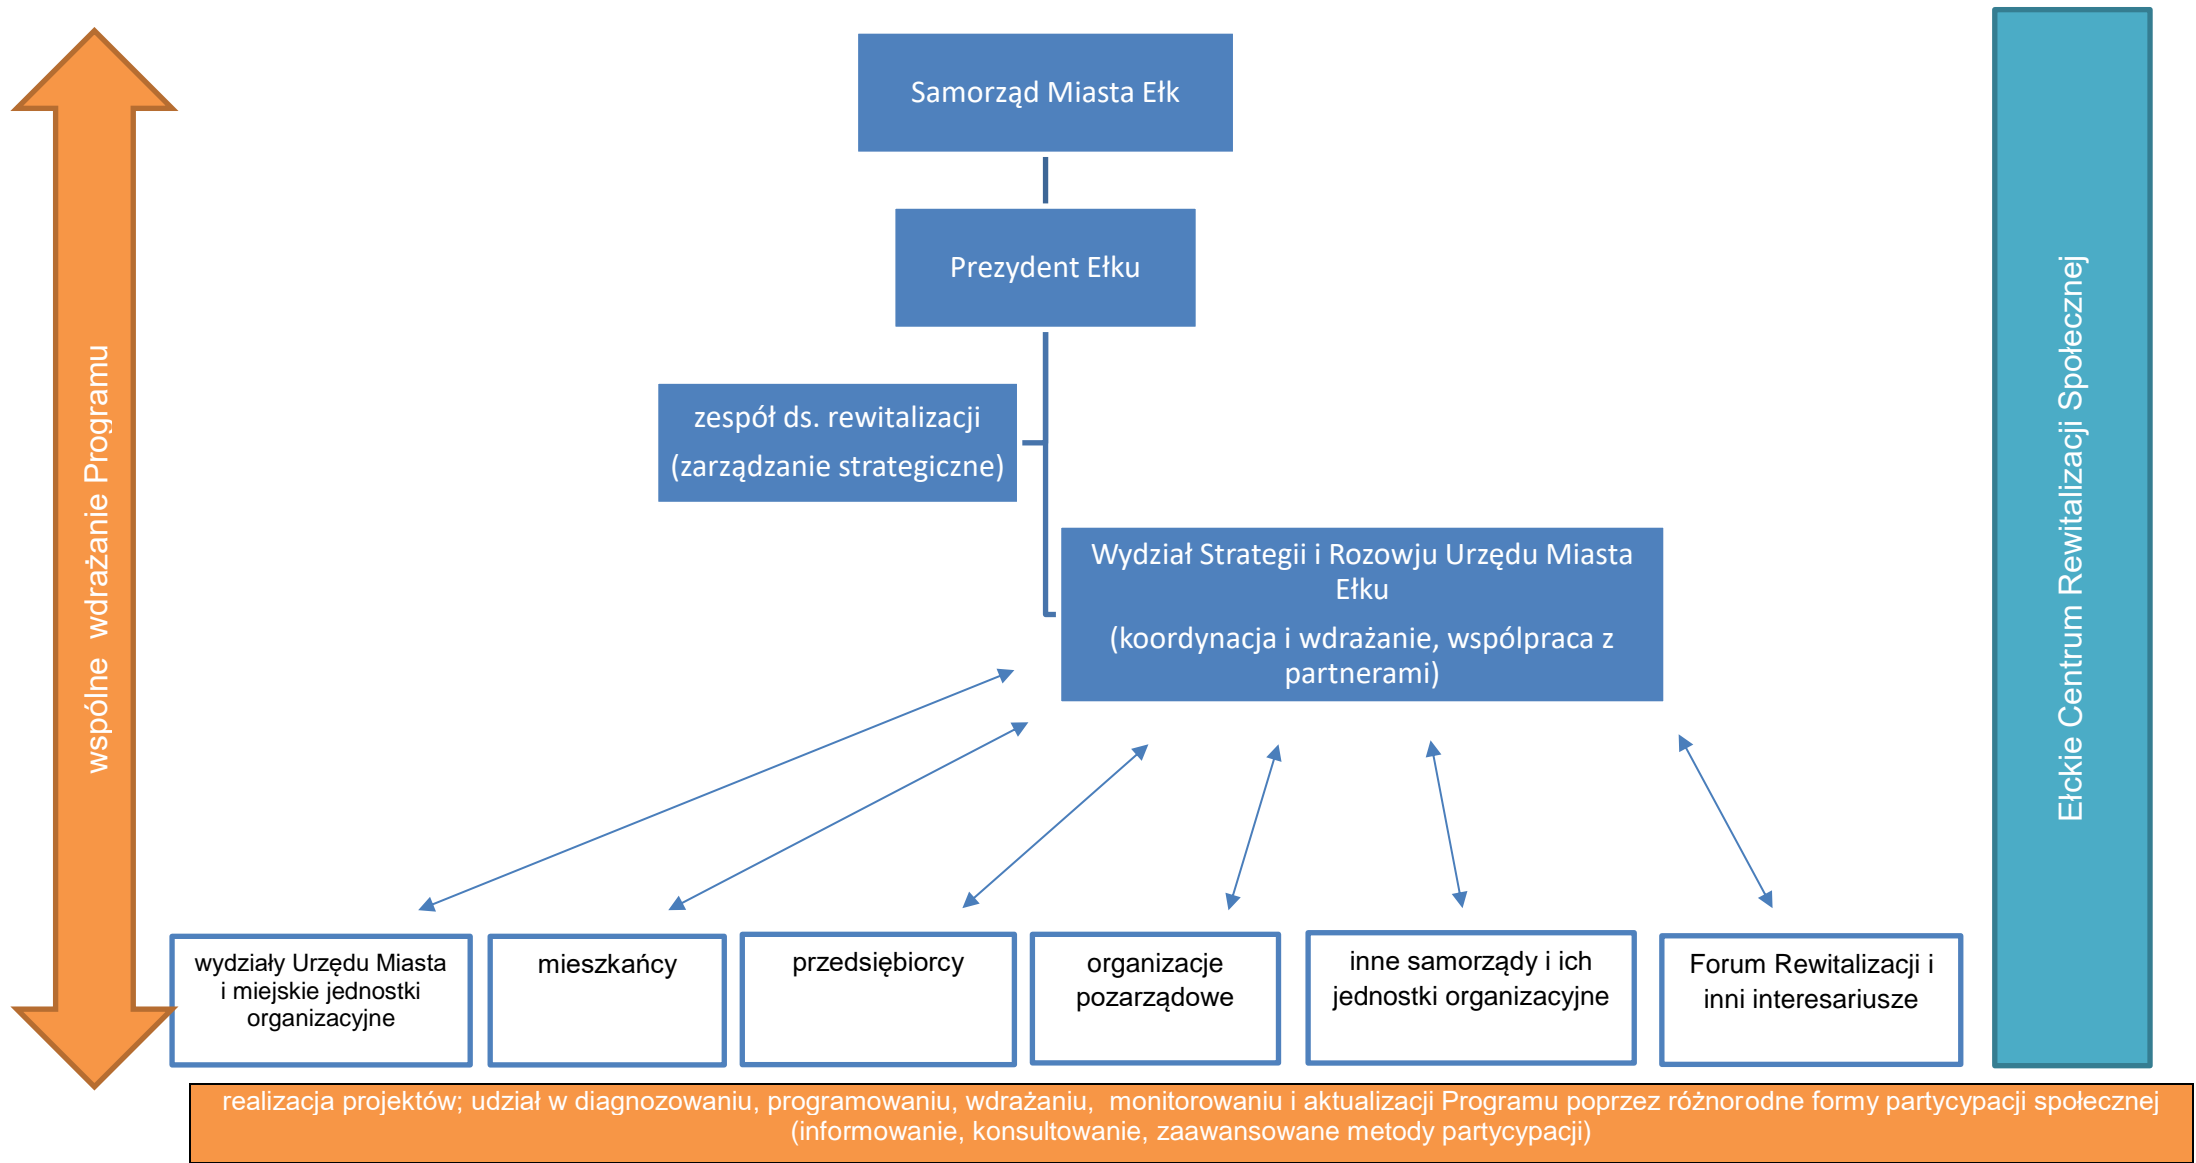 Samorząd Miasta Ełk
Prezydent Ełku
zespół ds. rewitalizacji
(zarządzanie strategiczne)
Wydział Strategii i Rozowju Urzędu Miasta
Ełku
(koordynacja i wdrażanie, wspólpraca z
partnerami)
wspólne wdrażanie Programu
Ełckie Centrum Rewitalizacji Społecznej
wydziały Urzędu Miasta
i miejskie jednostki
organizacyjne
mieszkańcy
przedsiębiorcy
organizacje
pozarządowe
inne samorządy i ich
jednostki organizacyjne
Forum Rewitalizacji i
inni interesariusze
realizacja projektów; udział w diagnozowaniu, programowaniu, wdrażaniu, monitorowaniu i aktualizacji Programu poprzez różnorodne formy partycypacji społecznej
(informowanie, konsultowanie, zaawansowane metody partycypacji)